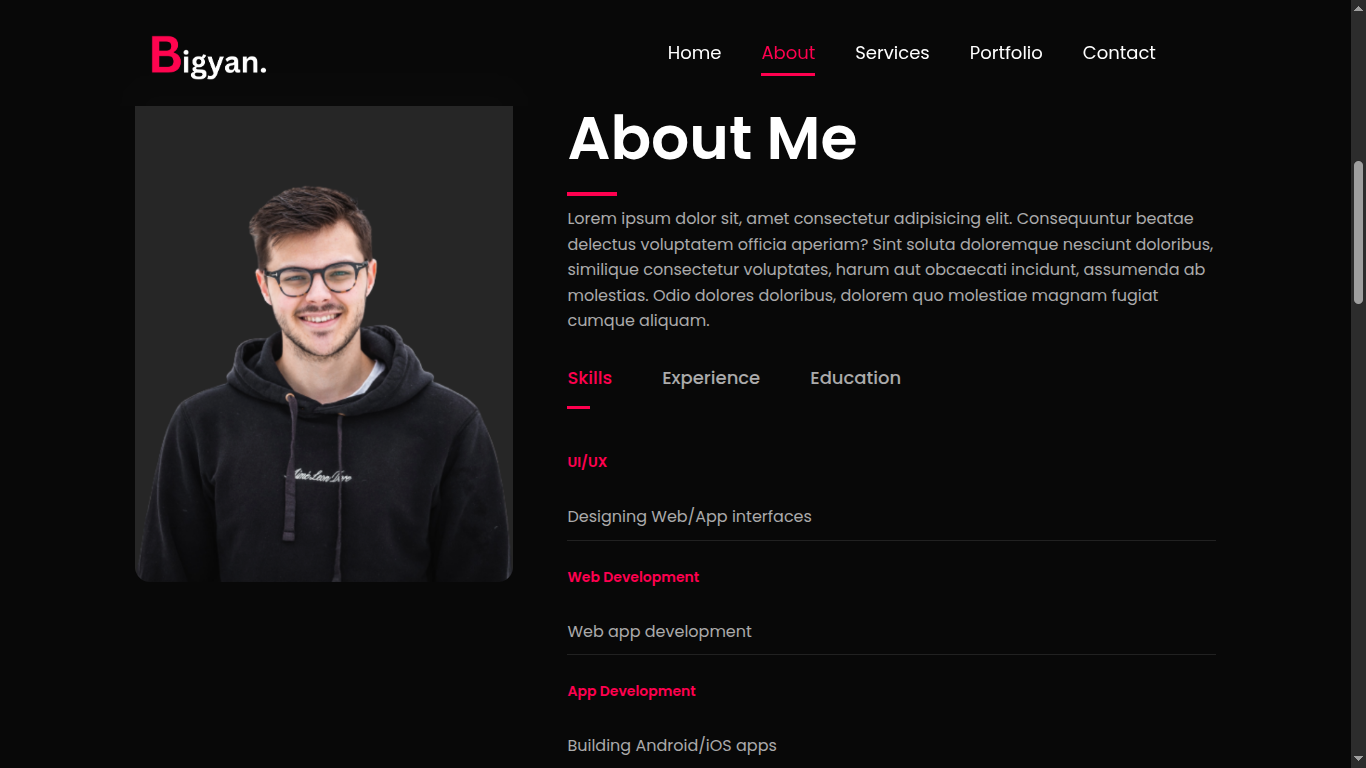 Bigyan.
Home About Services Portfolio Contact
About Me
Lorem ipsum dolor sit, amet consectetur adipisicing elit. Consequuntur beatae
delectus voluptatem officia aperiam? Sint soluta doloremque nesciunt doloribus,
similique consectetur voluptates, harum aut obcaecati incidunt, assumenda ab
molestias. Odio dolores doloribus, dolorem quo molestiae magnam fugiat
cumque aliquam.
Skills Experience Education
UI/UX
Designing Web/App interfaces
Web Development
Web app development
App Development
Building Android/iOS apps